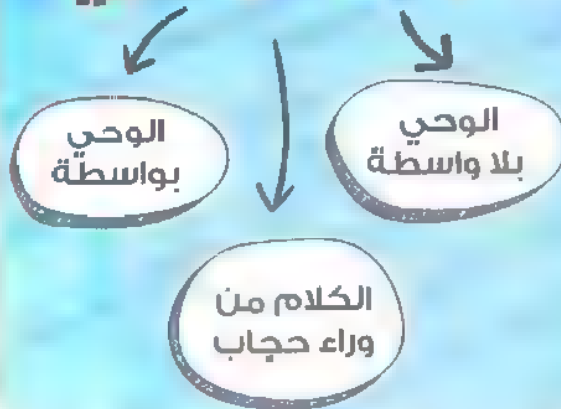 الوحي
بلا واسطة
الوحي
بواسطة
الكلام من
وراء حجاب